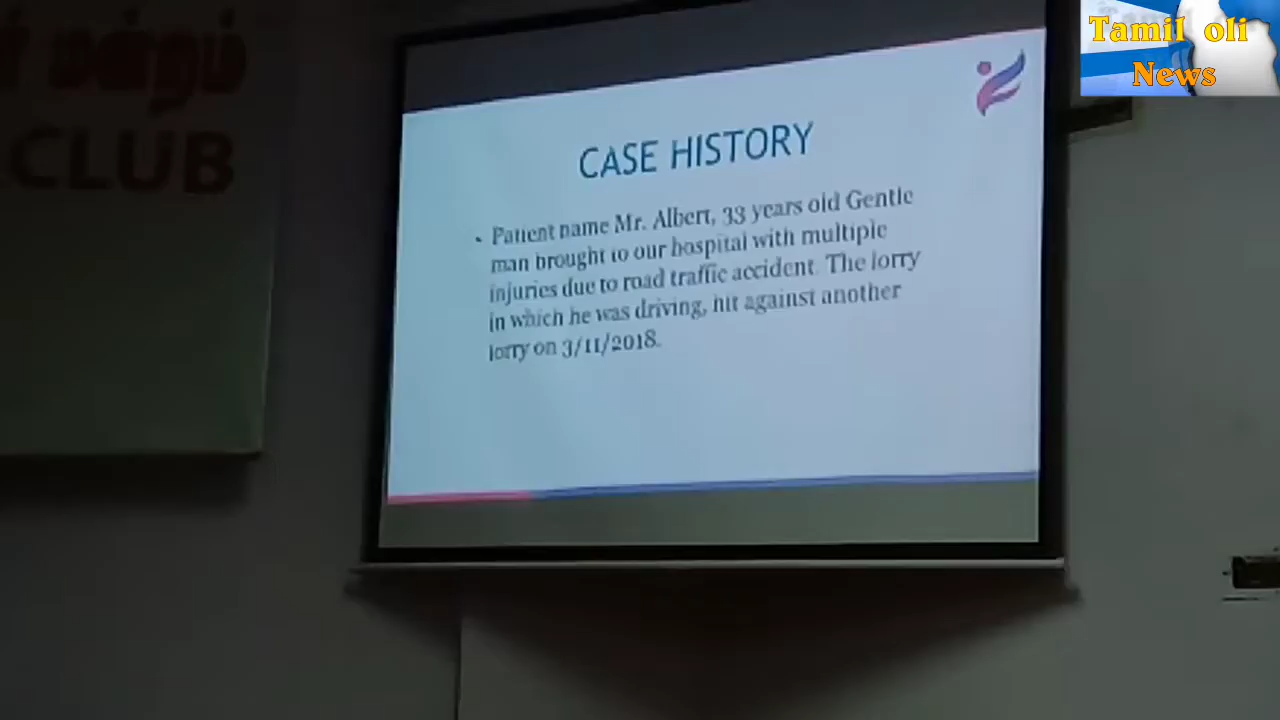 மன்றம்
CLUB
Tamil oli
News
CASE HISTORY
• Patient name Mr. Albert, 33 years old Gentle
man brought to our hospital with multiple
injuries due to road traffic accident. The lorry
in which he was driving, hit against another
lorry on 3/11/2018.